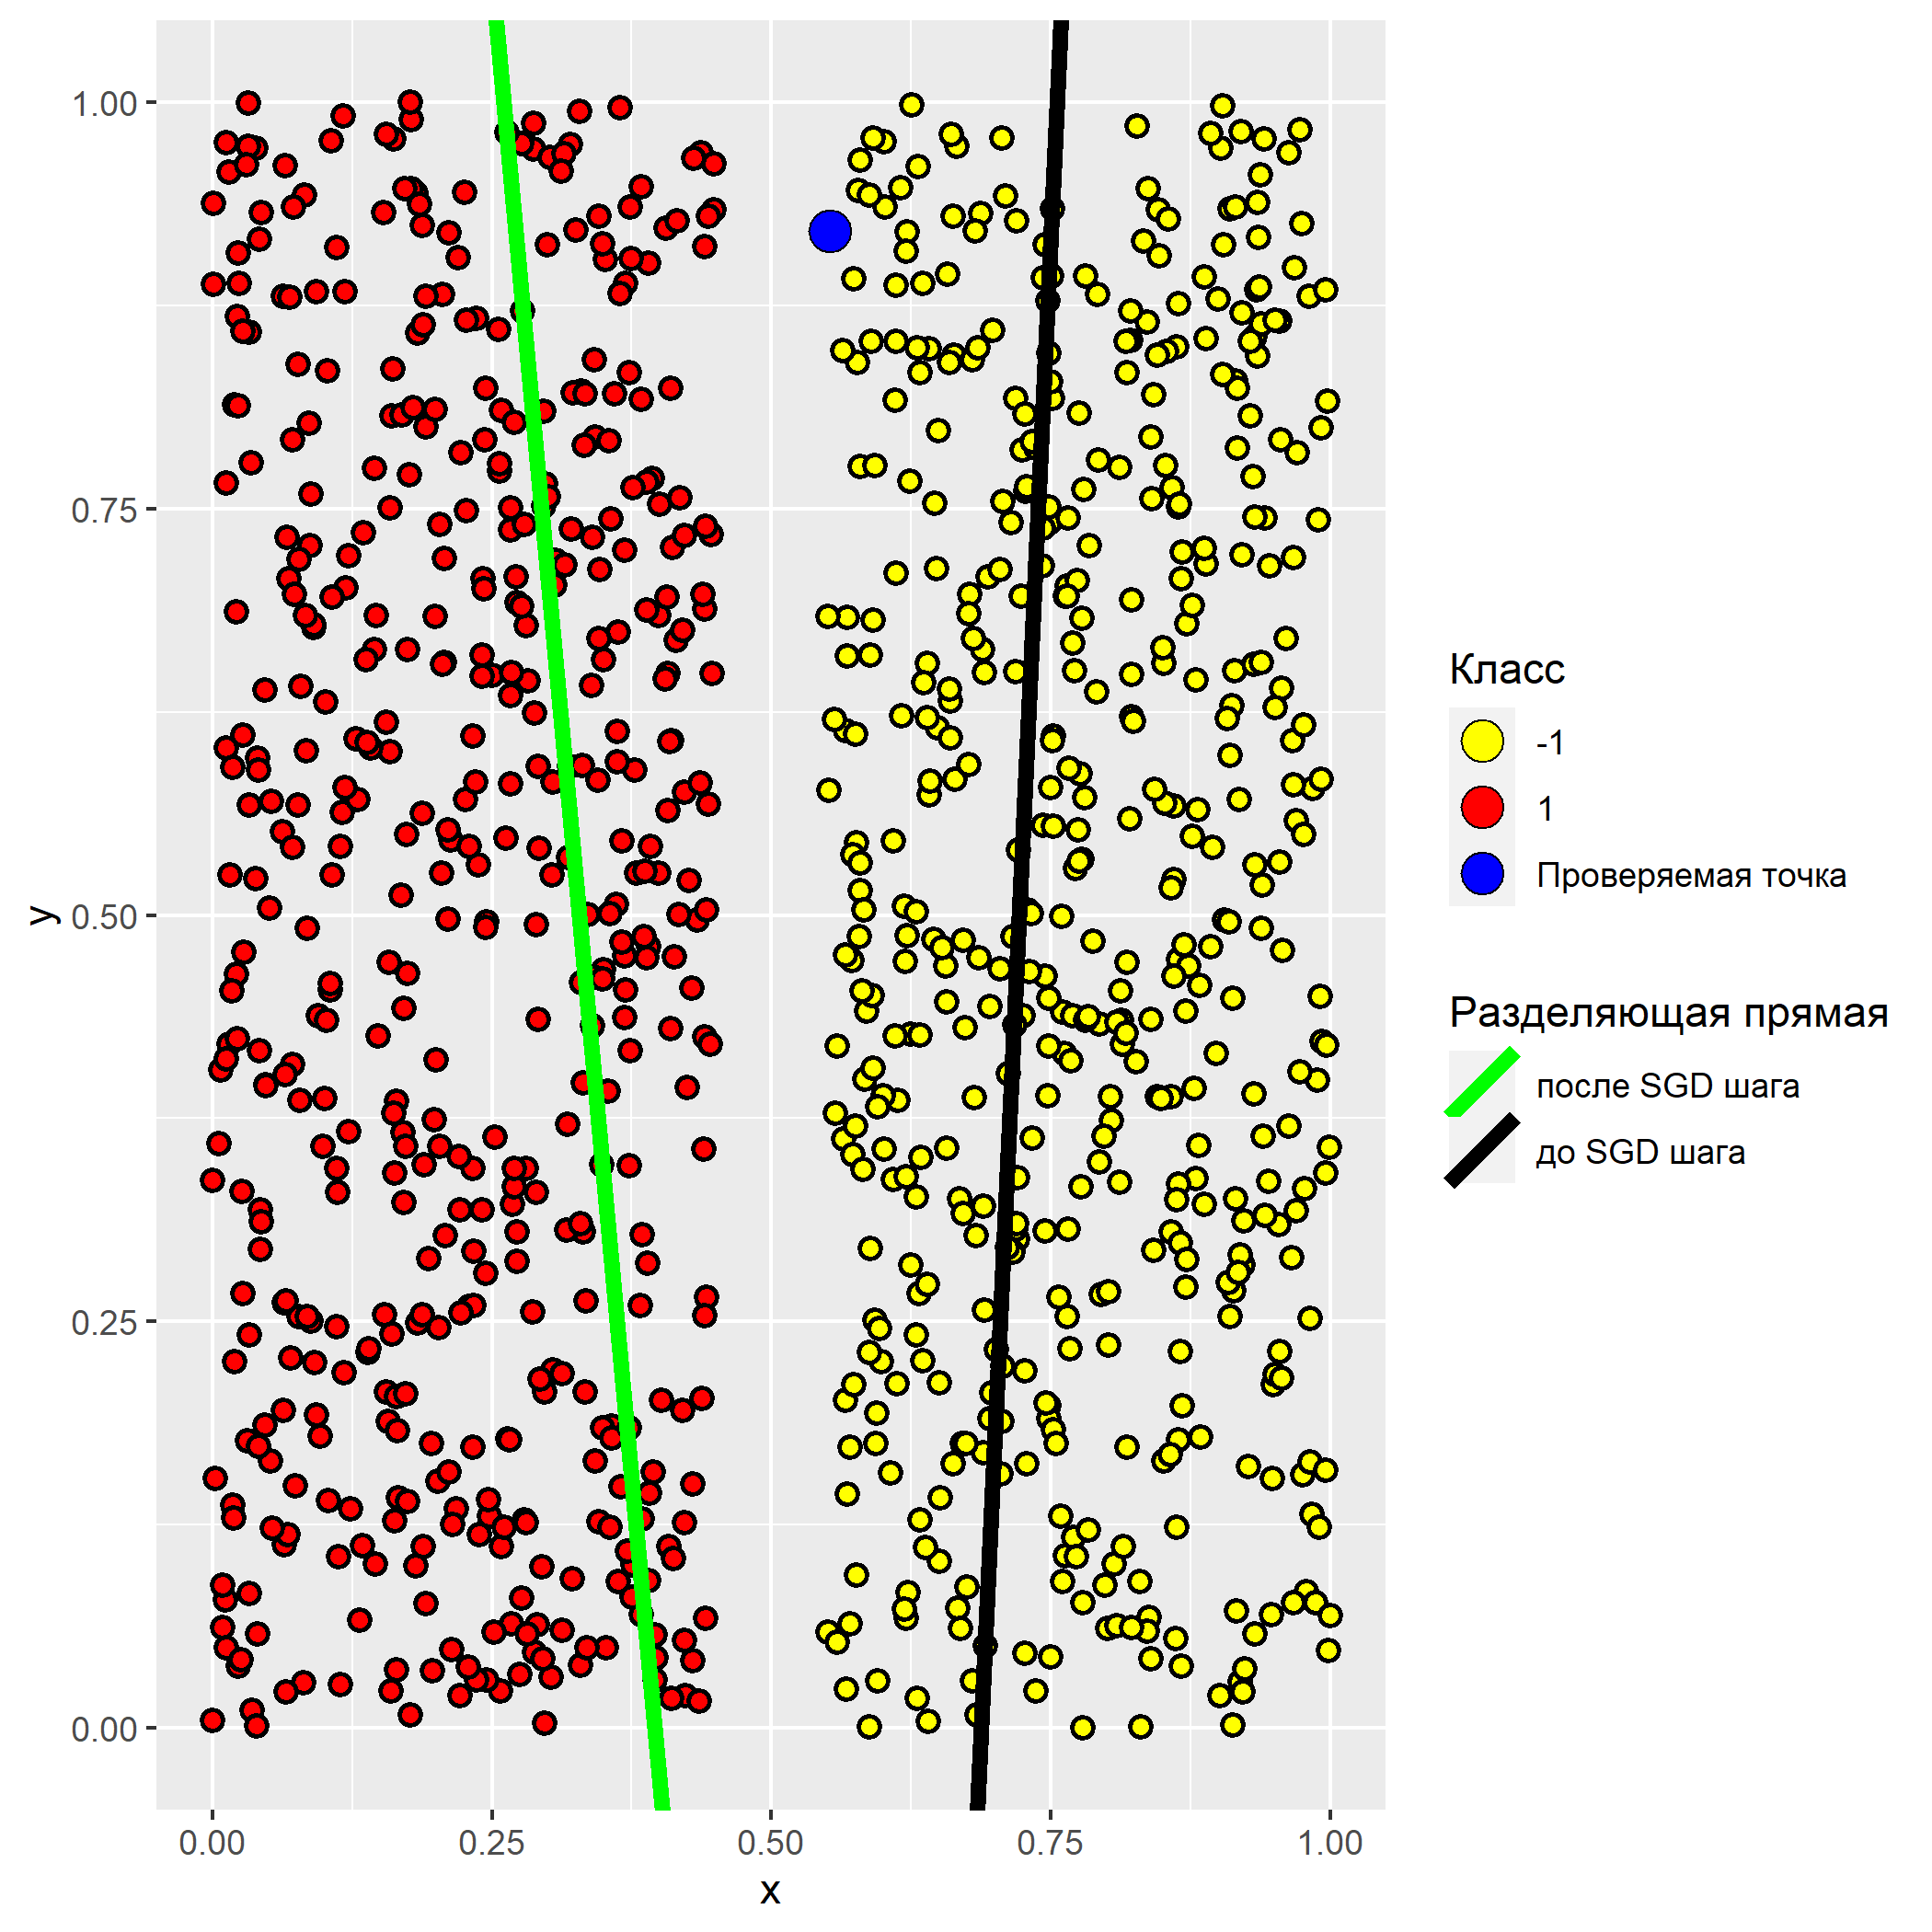 1.00
0.75
0.50
0.25
0.00
y
0.00 0.25 0.50 0.75 1.00
x
Класс
-1
1
Проверяемая точка
Разделяющая прямая
после SGD шага
до SGD шага